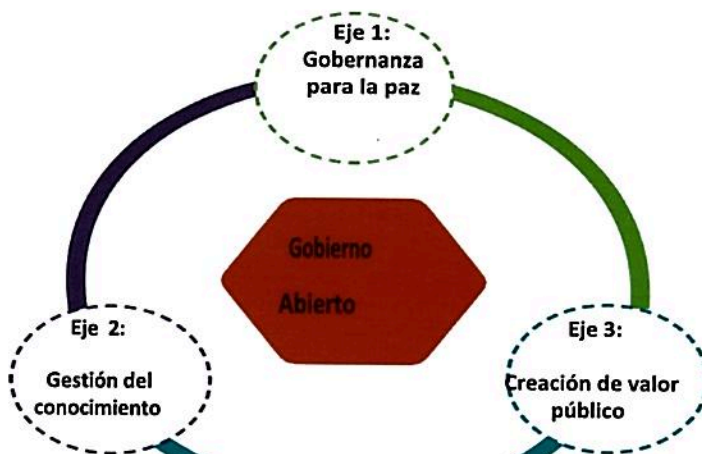 Eje 1:
Gobernanza
para la paz
Gobierno
Abierto
Eje 2:
Gestión del
conocimiento
Eje 3:
Creación de valor
público